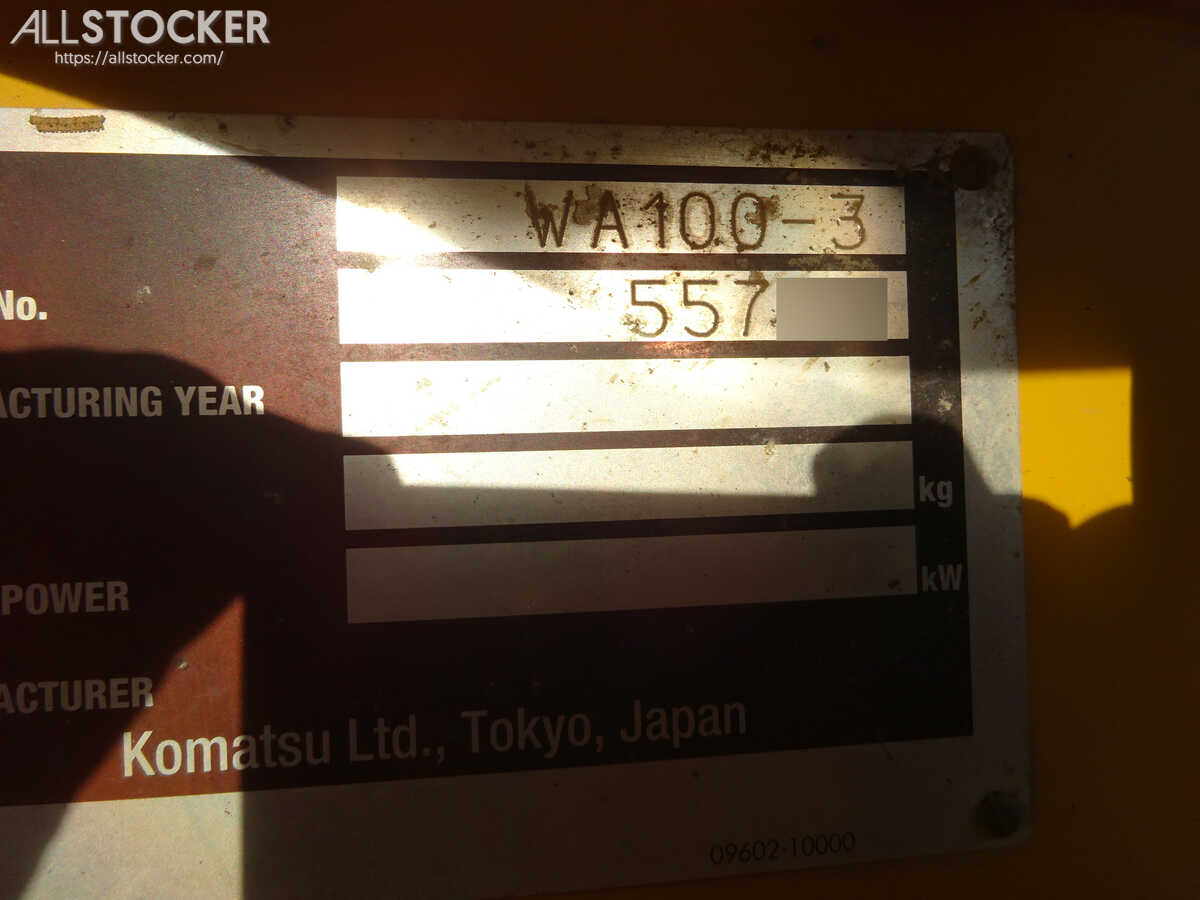 ALLSTOCKER
https://allstocker.com/
WA100-3
No.
557
ACTURING YEAR
kg
POWER
kW
ACTURER
Komatsu Ltd., Tokyo, Japan
09602-10000